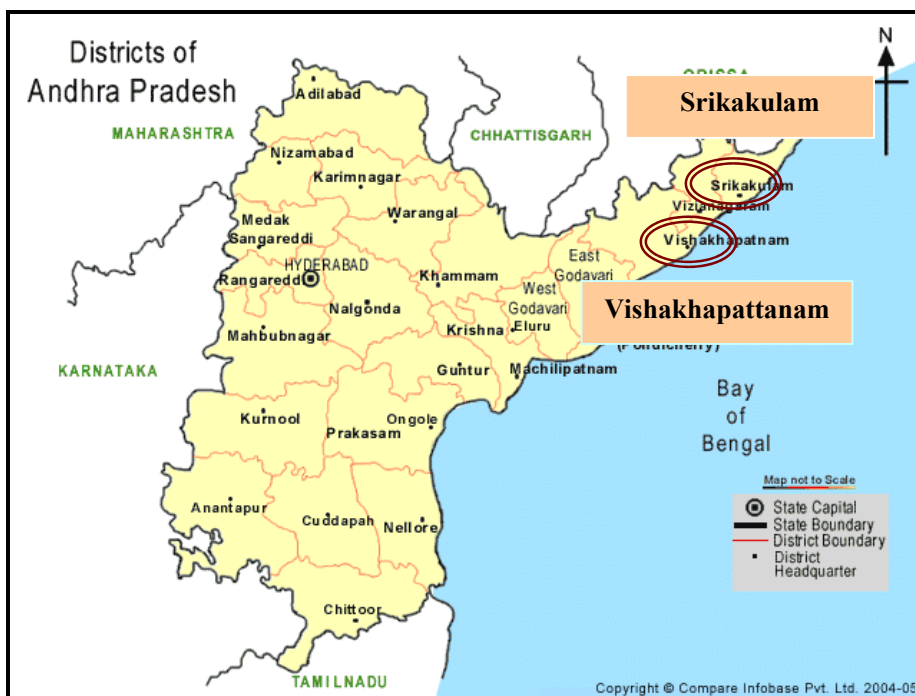 Districts of
Andhra Pradesh
N
Srikakulam
Adilabad
MAHARASHTRA
CHHATTISGARH
Nizamabad
Karimnagar
Srikakulam
Vizianagaram
Medak
Warangal
Sangareddi
Vishakhapatnam
HYDERABAD
Rangareddi
Khammam
East
Godavari
West
Godavari
Nalgonda
Vishakhapattanam
Mahbubnagar
Krishna
Eluru
(Pondicherry)
KARNATAKA
Guntur
Machilipatnam
Bay
of
Bengal
Kurnool
Ongole
Prakasam
Map not to Scale
Anantapur
Cuddapah
Nellore
State Capital
State Boundary
District Boundary
District
Headquarter
Chittoor
TAMILNADU
Copyright © Compare Infobase Pvt. Ltd. 2004-05